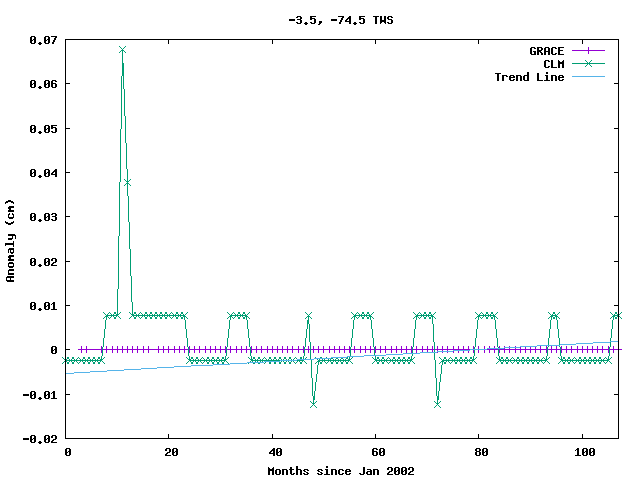 -3.5, -74.5 TWS
0.07
0.06
0.05
0.04
0.03
0.02
0.01
0
-0.01
-0.02
Anomaly (cm)
GRACE
CLM
Trend Line
0 20 40 60 80 100
Months since Jan 2002